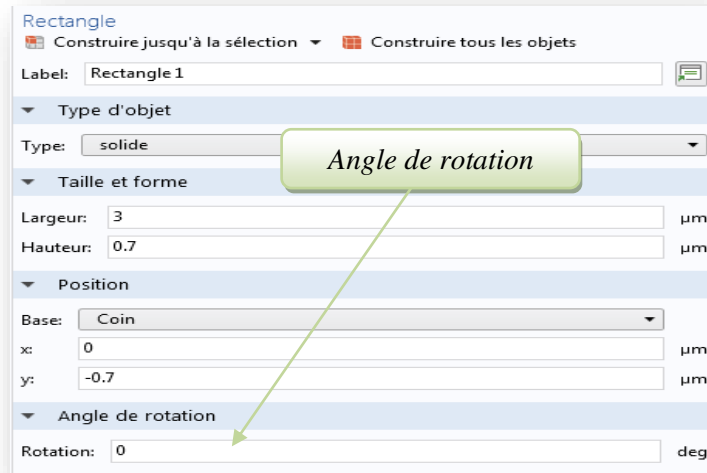 Rectangle
Construire jusqu'à la sélection Construire tous les objets
Label: Rectangle 1
Type d'objet
Type: solide
Angle de rotation
Taille et forme
Largeur: 3 µm
Hauteur: 0.7 µm
Position
Base: Coin
x: 0 µm
y: -0.7 µm
Angle de rotation
Rotation: 0 deg